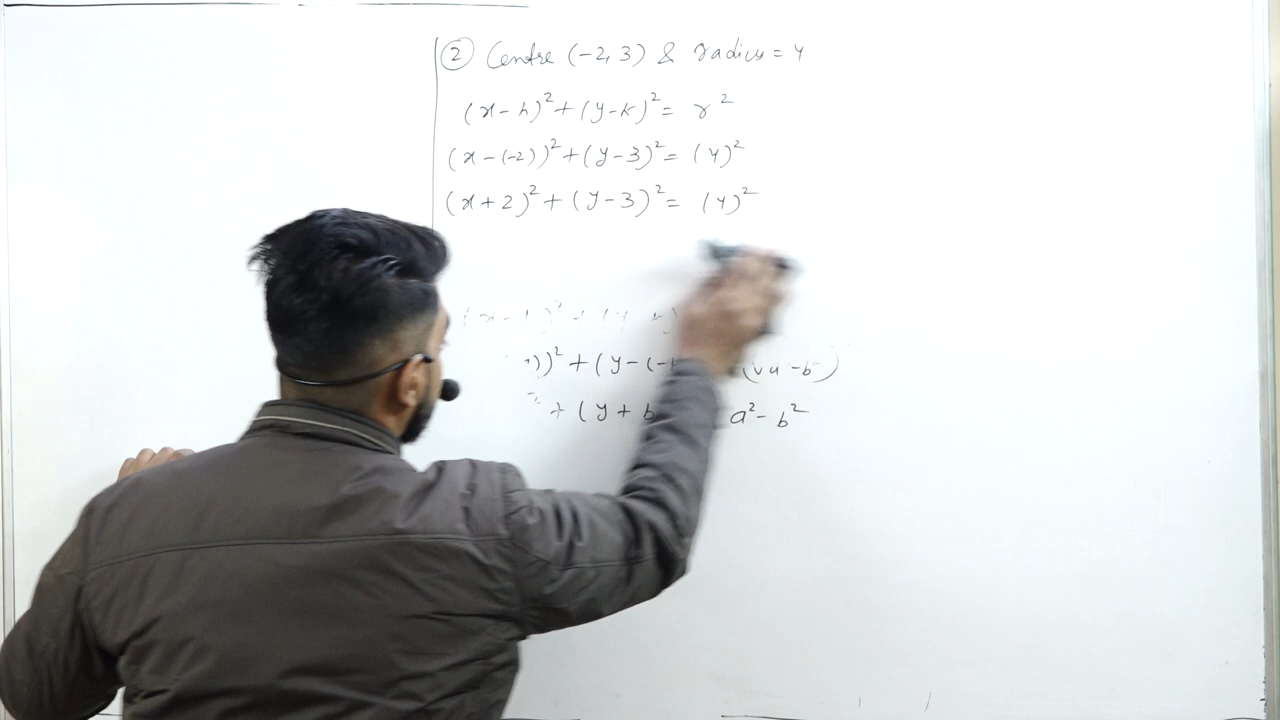 ② Centre (-2, 3) & radius = 4
(x-h)²+(y-k)² = r²
(x-(-2))²+(y-3)² = (4)²
(x+2)²+(y-3)² = (4)²
))²+(y-(-
+(y+b a²-b²